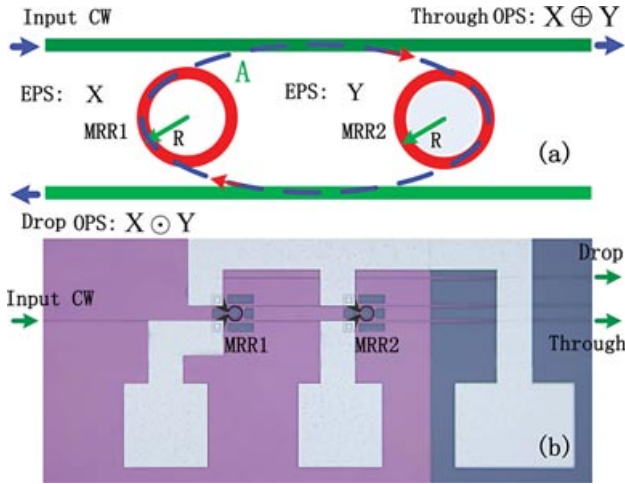 Input CW
Through OPS: X ⊕ Y
A
EPS: X
EPS: Y
MRR1
R
MRR2
R
(a)
Drop OPS: X ⊙ Y
Drop
Input CW
MRR1
MRR2
Through
(b)